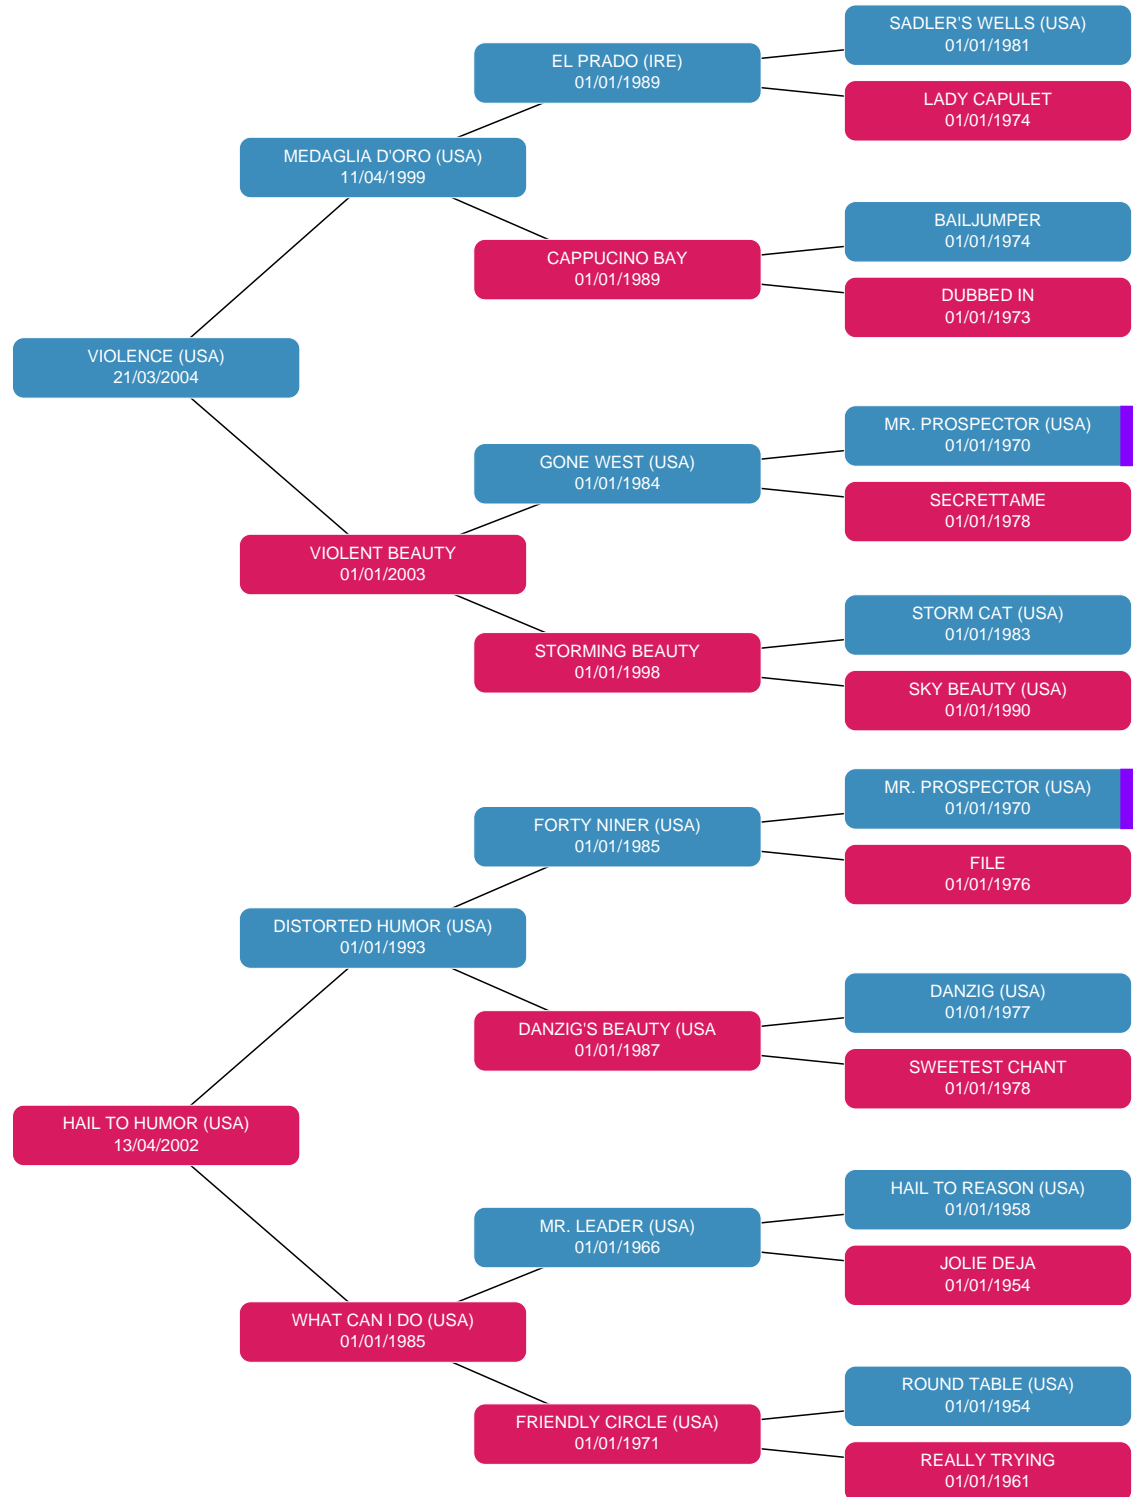 SADLER'S WELLS (USA)
01/01/1981
EL PRADO (IRE)
01/01/1989
LADY CAPULET
01/01/1974
MEDAGLIA D'ORO (USA)
11/04/1999
BAILJUMPER
01/01/1974
CAPPUCINO BAY
01/01/1989
DUBBED IN
01/01/1973
VIOLENCE (USA)
21/03/2004
MR. PROSPECTOR (USA)
01/01/1970
GONE WEST (USA)
01/01/1984
SECRETTAME
01/01/1978
VIOLENT BEAUTY
01/01/2003
STORM CAT (USA)
01/01/1983
STORMING BEAUTY
01/01/1998
SKY BEAUTY (USA)
01/01/1990
MR. PROSPECTOR (USA)
01/01/1970
FORTY NINER (USA)
01/01/1985
FILE
01/01/1976
DISTORTED HUMOR (USA)
01/01/1993
DANZIG (USA)
01/01/1977
DANZIG'S BEAUTY (USA
01/01/1987
SWEETEST CHANT
01/01/1978
HAIL TO HUMOR (USA)
13/04/2002
HAIL TO REASON (USA)
01/01/1958
MR. LEADER (USA)
01/01/1966
JOLIE DEJA
01/01/1954
WHAT CAN I DO (USA)
01/01/1985
ROUND TABLE (USA)
01/01/1954
FRIENDLY CIRCLE (USA)
01/01/1971
REALLY TRYING
01/01/1961